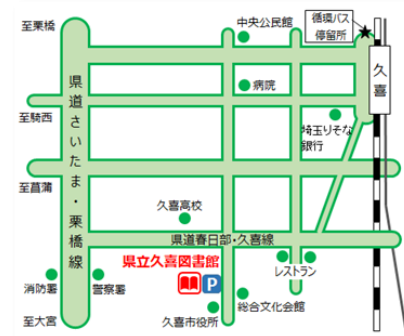 至栗橋
中央公民館
循環バス
停留所
久喜
病院
至騎西
埼玉りそな
銀行
県道さいたま・栗橋線
至菖蒲
久喜高校
県道春日部・久喜線
県立久喜図書館
P
レストラン
消防署
警察署
総合文化会館
久喜市役所
至大宮